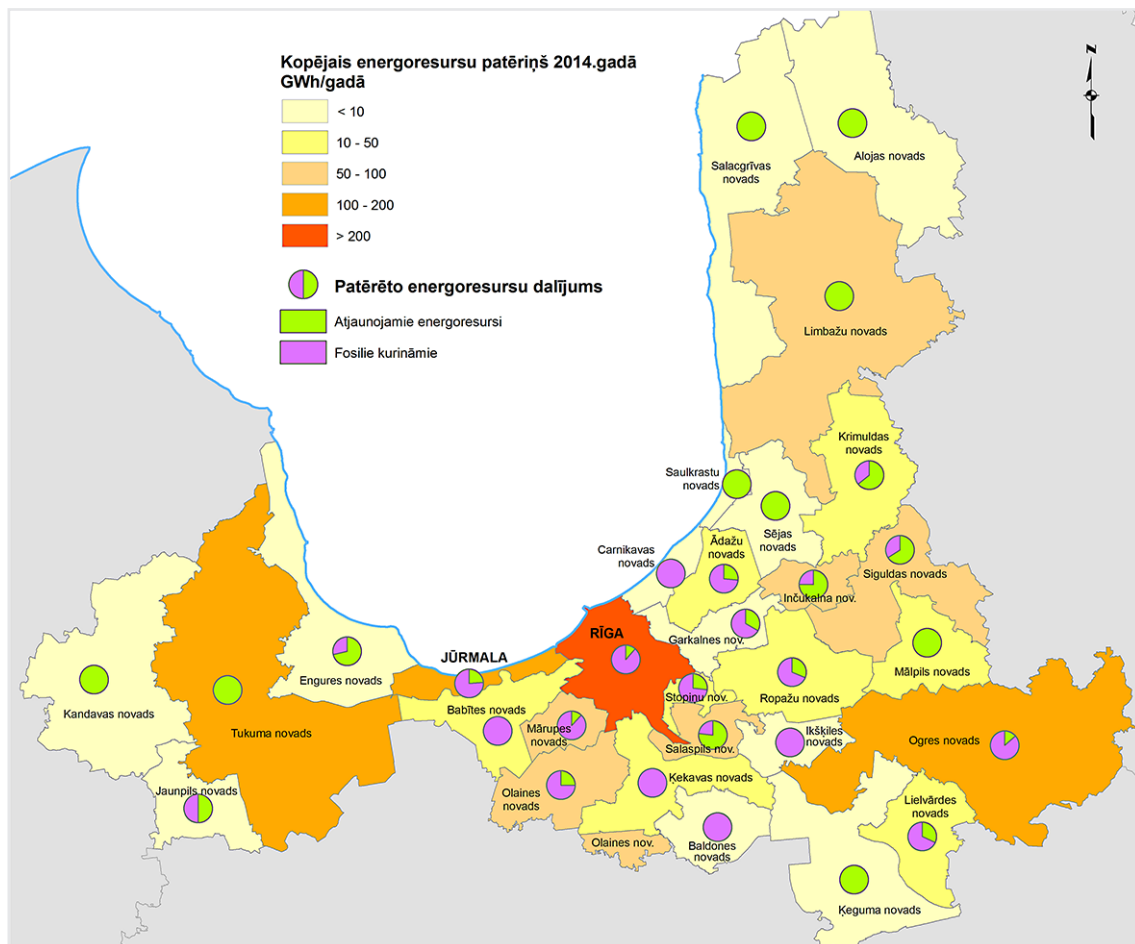 Kopējais energoresursu patēriņš 2014.gadā
GWh/gadā
< 10
10 - 50
50 - 100
100 - 200
> 200
Patērēto energoresursu dalījums
Atjaunojamie energoresursi
Fosilie kurināmie
N
Salacgrīvas
novads
Alojas novads
Limbažu novads
Krimuldas
novads
Saulkrastu
novads
Sējas
novads
Ādažu
novads
Carnikavas
novads
Siguldas novads
Inčukalna nov.
Garkalnes nov.
Mālpils novads
RĪGA
JŪRMALA
Engures novads
Kandavas novads
Tukuma novads
Babītes novads
Stopiņu nov.
Ropažu novads
Mārupes
novads
Salaspils nov.
Ikšķiles
novads
Ogres novads
Ķekavas novads
Olaines
novads
Jaunpils novads
Lielvārdes
novads
Olaines nov.
Baldones
novads
Ķeguma novads